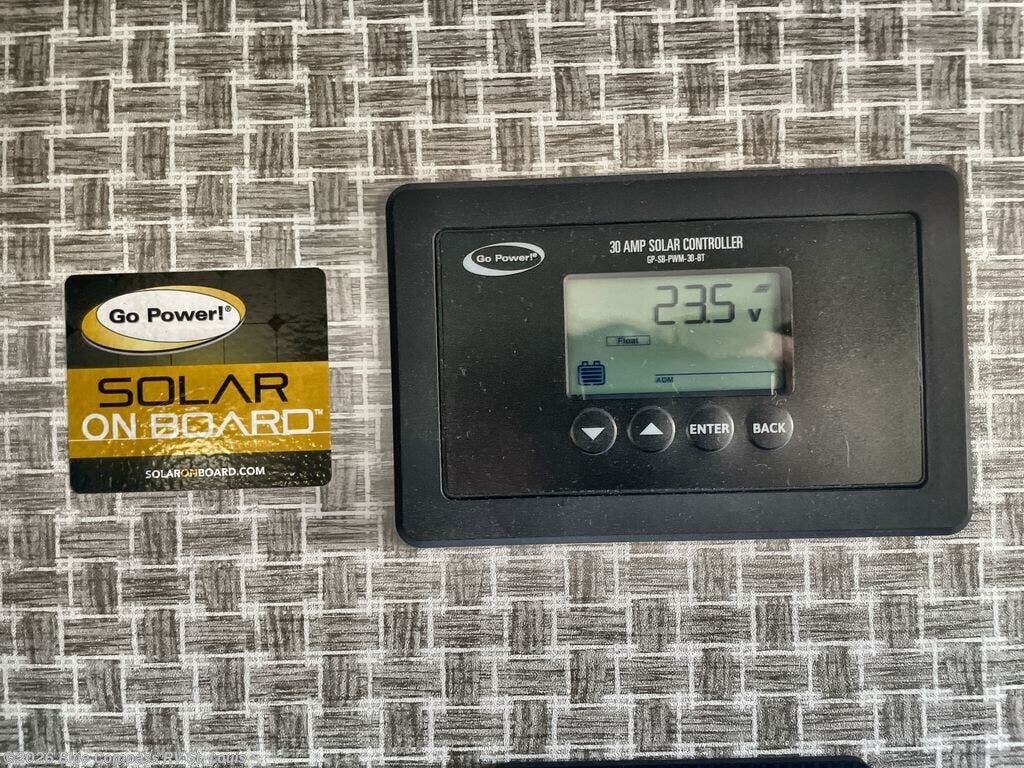 Go Power!®
SOLAR
ON BOARD™
SOLARONBOARD.COM
Go Power!®
30 AMP SOLAR CONTROLLER
GP-SB-PWM-30-BT
23.5 V
Float
AGM
ENTER
BACK